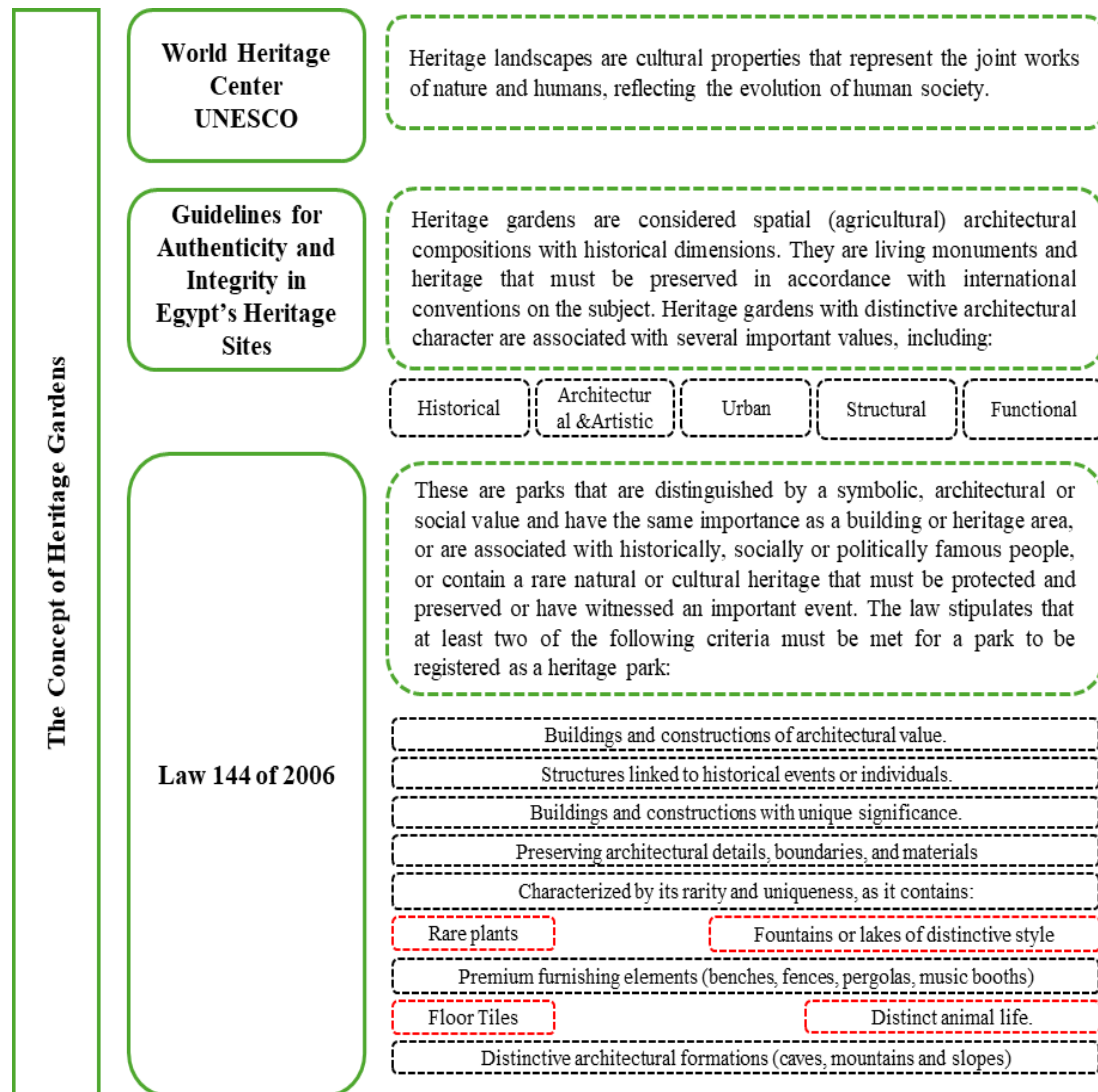 The Concept of Heritage Gardens
World Heritage
Center
UNESCO
Heritage landscapes are cultural properties that represent the joint works
of nature and humans, reflecting the evolution of human society.
Guidelines for
Authenticity and
Integrity in
Egypt's Heritage
Sites
Heritage gardens are considered spatial (agricultural) architectural
compositions with historical dimensions. They are living monuments and
heritage that must be preserved in accordance with international
conventions on the subject. Heritage gardens with distinctive architectural
character are associated with several important values, including:
Historical
Architectur
al &Artistic
Urban
Structural
Functional
Law 144 of 2006
These are parks that are distinguished by a symbolic, architectural or
social value and have the same importance as a building or heritage area,
or are associated with historically, socially or politically famous people,
or contain a rare natural or cultural heritage that must be protected and
preserved or have witnessed an important event. The law stipulates that
at least two of the following criteria must be met for a park to be
registered as a heritage park:
Buildings and constructions of architectural value.
Structures linked to historical events or individuals.
Buildings and constructions with unique significance.
Preserving architectural details, boundaries, and materials
Characterized by its rarity and uniqueness, as it contains:
Rare plants
Fountains or lakes of distinctive style
Premium furnishing elements (benches, fences, pergolas, music booths)
Floor Tiles
Distinct animal life.
Distinctive architectural formations (caves, mountains and slopes)